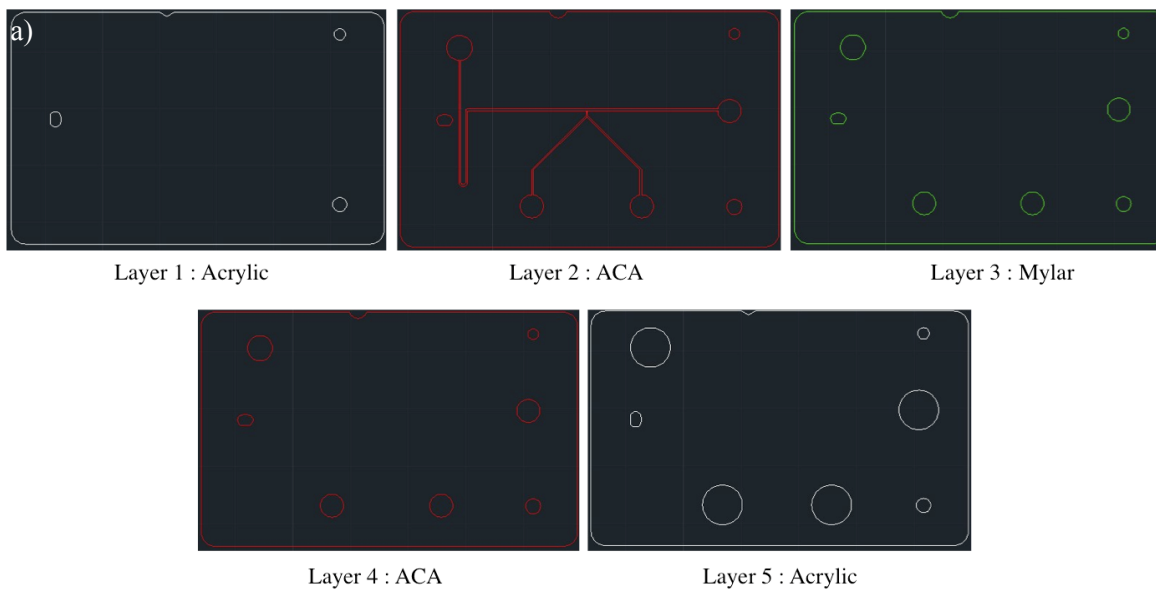 a)
Layer 1 : Acrylic
Layer 2 : ACA
Layer 3 : Mylar
Layer 4 : ACA
Layer 5 : Acrylic